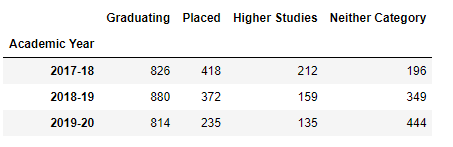 Graduating Placed Higher Studies Neither Category
Academic Year
2017-18 826 418 212 196
2018-19 880 372 159 349
2019-20 814 235 135 444